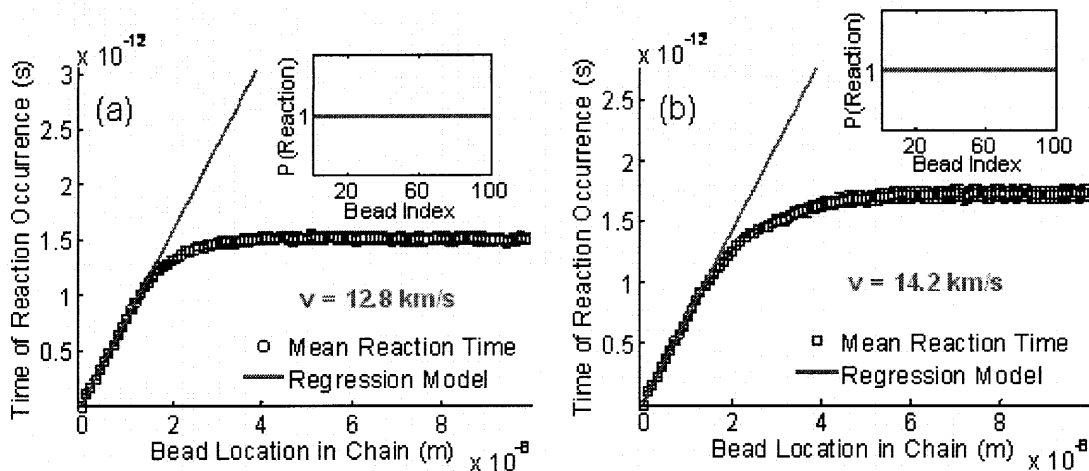 x 10⁻¹²
3
2.5
2
1.5
1
0.5
0
Time of Reaction Occurrence (s)
(a)
P(Reaction)
1
20 60 100
Bead Index
v = 12.8 km/s
Mean Reaction Time
Regression Model
0 2 4 6 8
Bead Location in Chain (m)
x 10⁻⁸
x 10⁻¹²
2.5
2
1.5
1
0.5
0
Time of Reaction Occurrence (s)
(b)
P(Reaction)
1
20 60 100
Bead Index
v = 14.2 km/s
Mean Reaction Time
Regression Model
0 2 4 6 8
Bead Location in Chain (m)
x 10⁻⁸